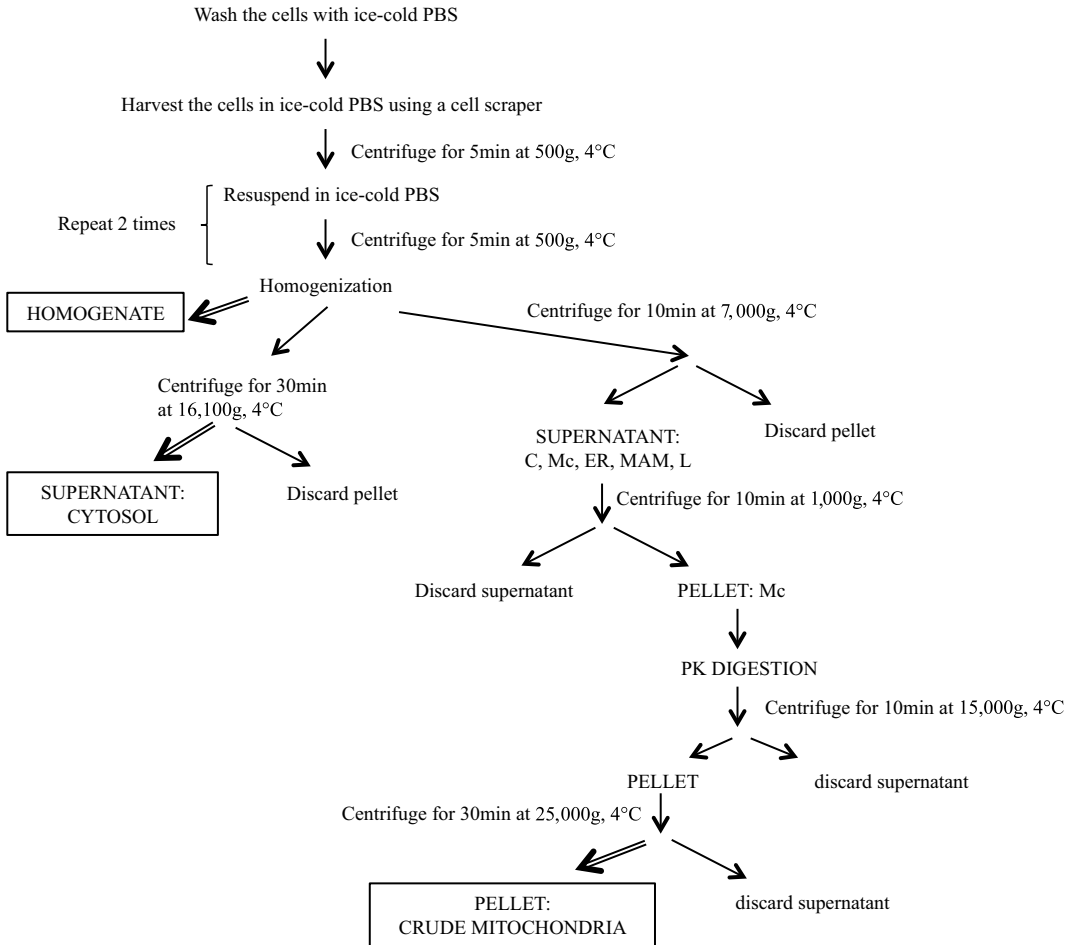 Wash the cells with ice-cold PBS
Harvest the cells in ice-cold PBS using a cell scraper
Centrifuge for 5min at 500g, 4°C
Resuspend in ice-cold PBS
Repeat 2 times
Centrifuge for 5min at 500g, 4°C
Homogenization
HOMOGENATE
Centrifuge for 10min at 7,000g, 4°C
Centrifuge for 30min
at 16,100g, 4°C
SUPERNATANT:
C, Mc, ER, MAM, L
Discard pellet
SUPERNATANT:
CYTOSOL
Discard pellet
Centrifuge for 10min at 1,000g, 4°C
Discard supernatant
PELLET: Mc
PK DIGESTION
Centrifuge for 10min at 15,000g, 4°C
PELLET
discard supernatant
Centrifuge for 30min at 25,000g, 4°C
PELLET:
CRUDE MITOCHONDRIA
discard supernatant